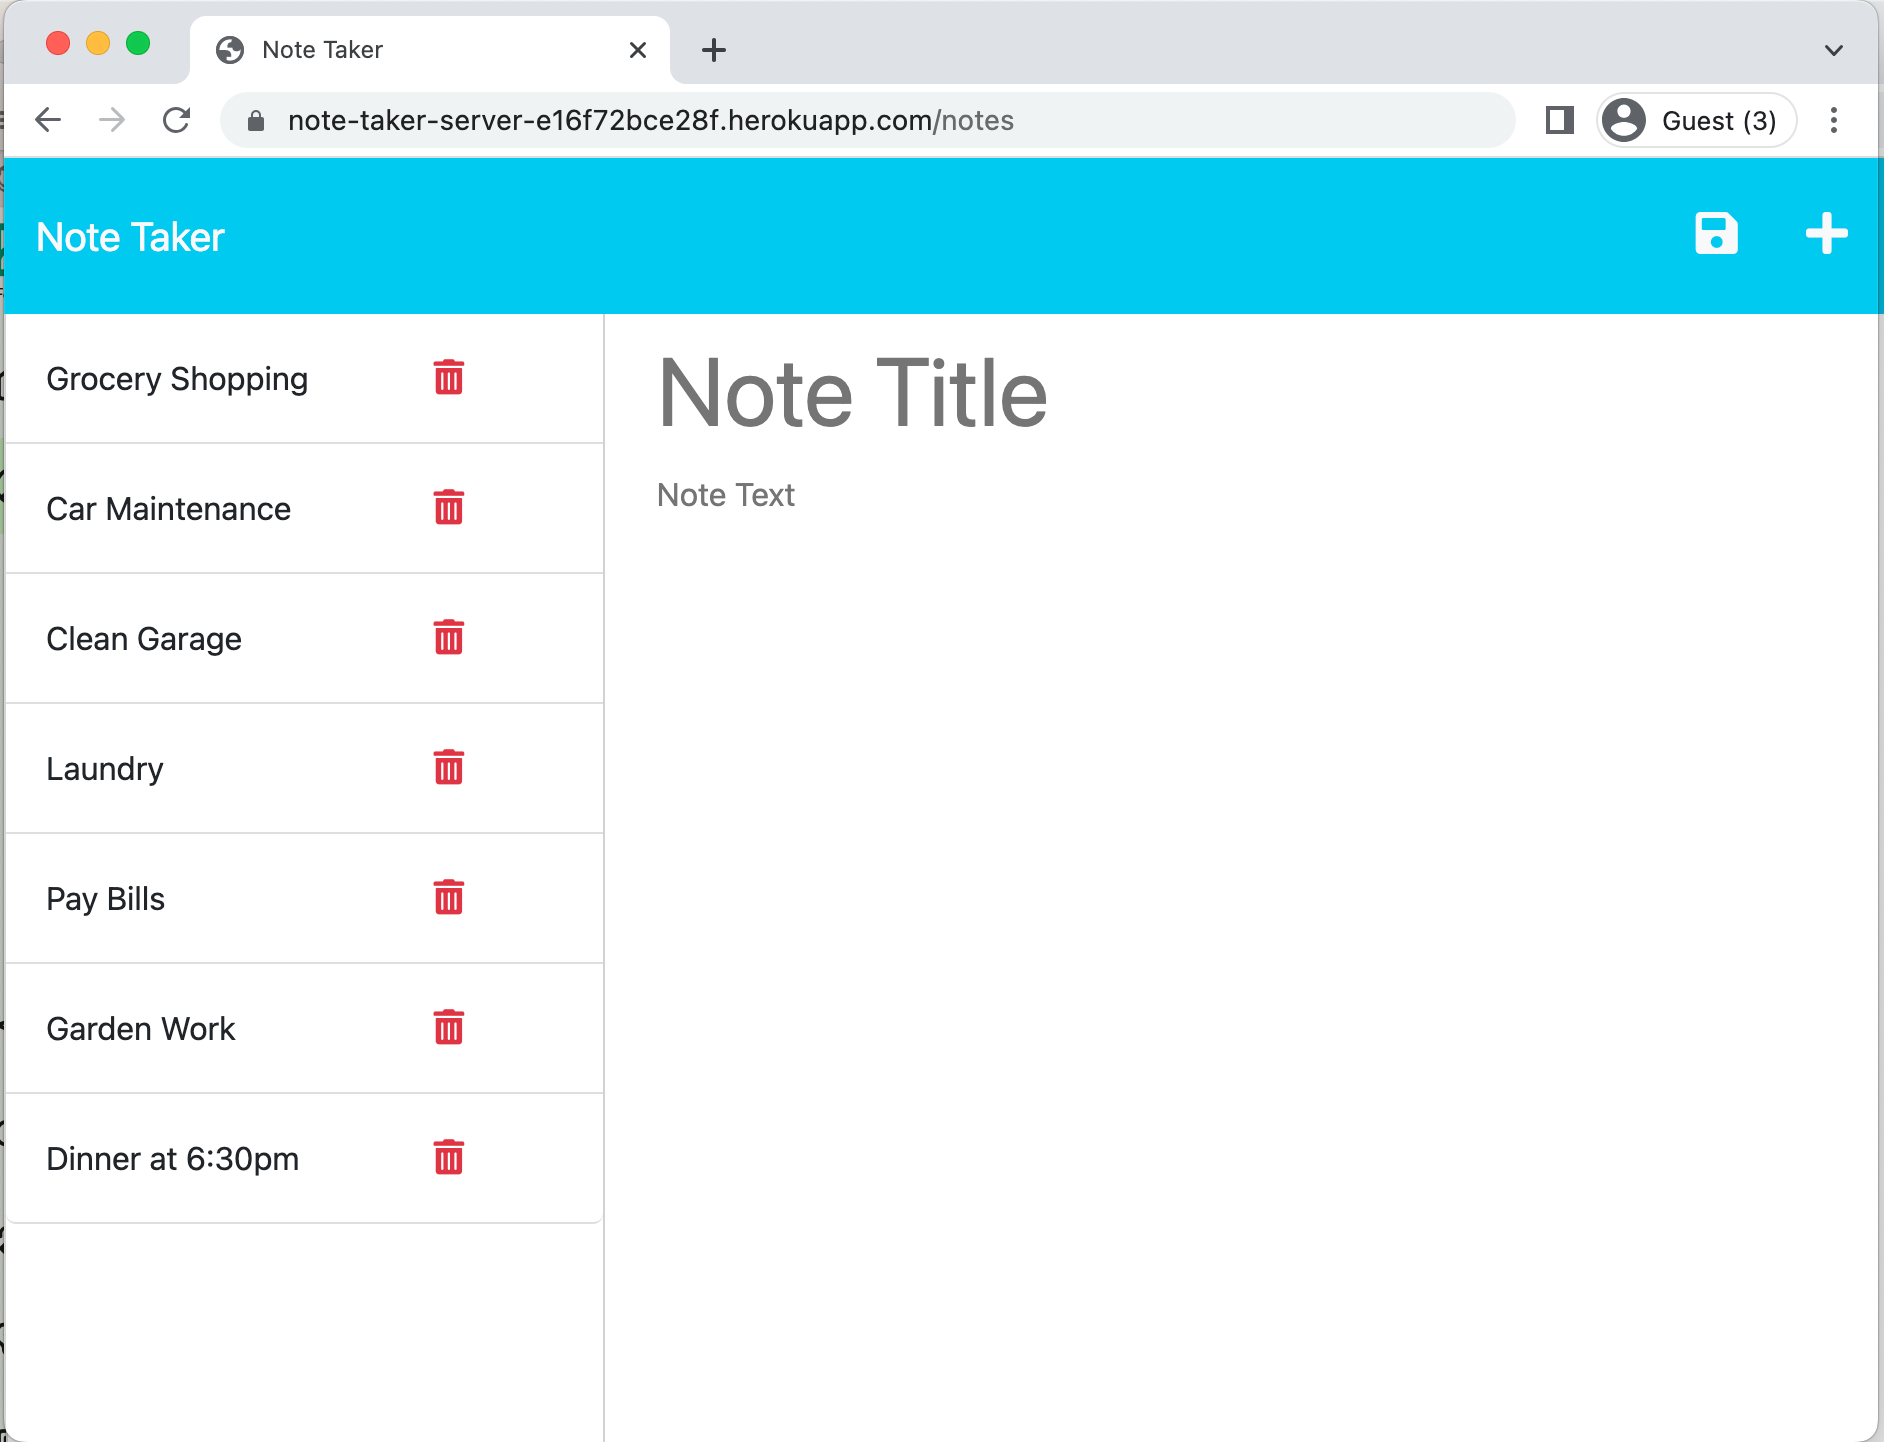 Note Taker
note-taker-server-e16f72bce28f.herokuapp.com/notes
Guest (3)
Note Taker
Grocery Shopping
Car Maintenance
Clean Garage
Laundry
Pay Bills
Garden Work
Dinner at 6:30pm
Note Title
Note Text